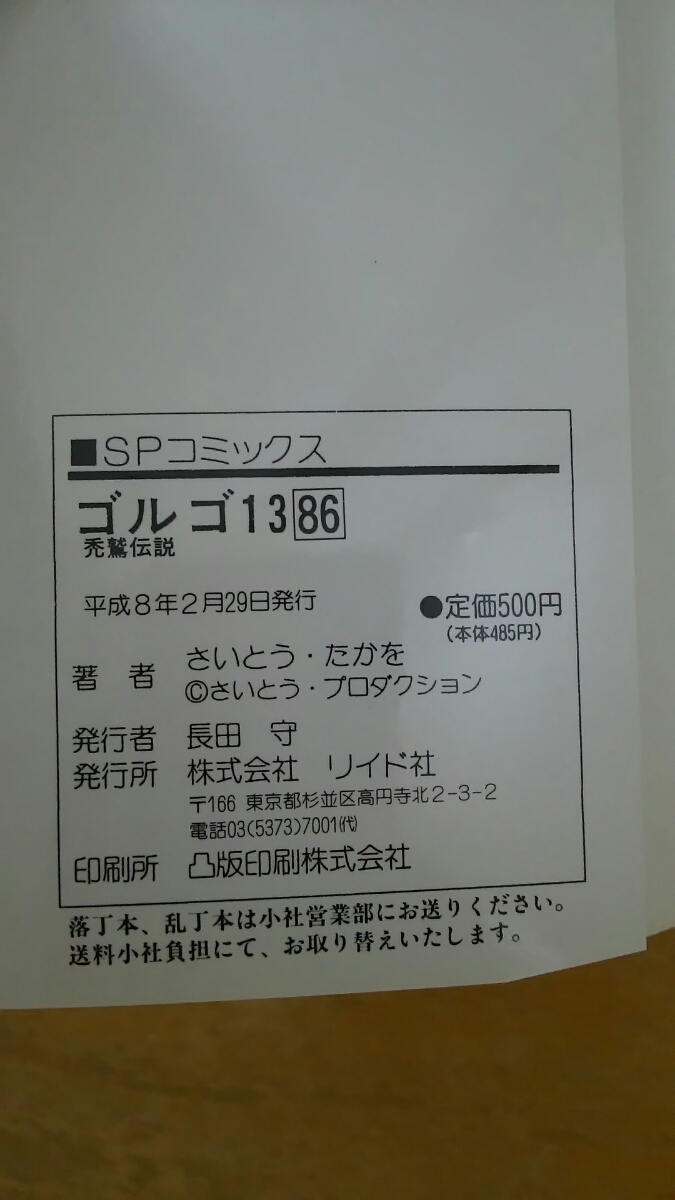 ■SPコミックス
ゴルゴ13 86
禿鷲伝説
平成8年2月29日発行
●定価500円
(本体485円)
著 者 さいとう・たかを
©さいとう・プロダクション
発行者 長田 守
発行所 株式会社 リイド社
〒166 東京都杉並区高円寺北2-3-2
電話03(5373)7001(代)
印刷所 凸版印刷株式会社
落丁本、乱丁本は小社営業部にお送りください。
送料小社負担にて、お取り替えいたします。